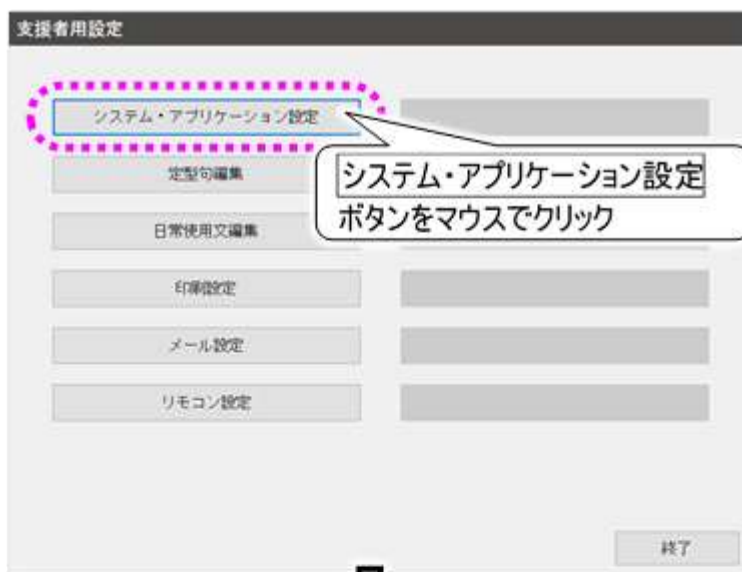 支援者用設定
システム・アプリケーション設定
システム・アプリケーション設定
ボタンをマウスでクリック
定型句編集
日常使用文編集
印刷設定
メール設定
リモコン設定
終了